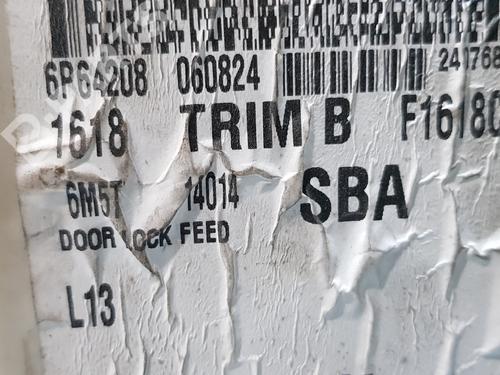 6P64208 060824 241768
1618 TRIM B F1618
6M5T 14014 SBA
DOOR LOCK FEED
L13